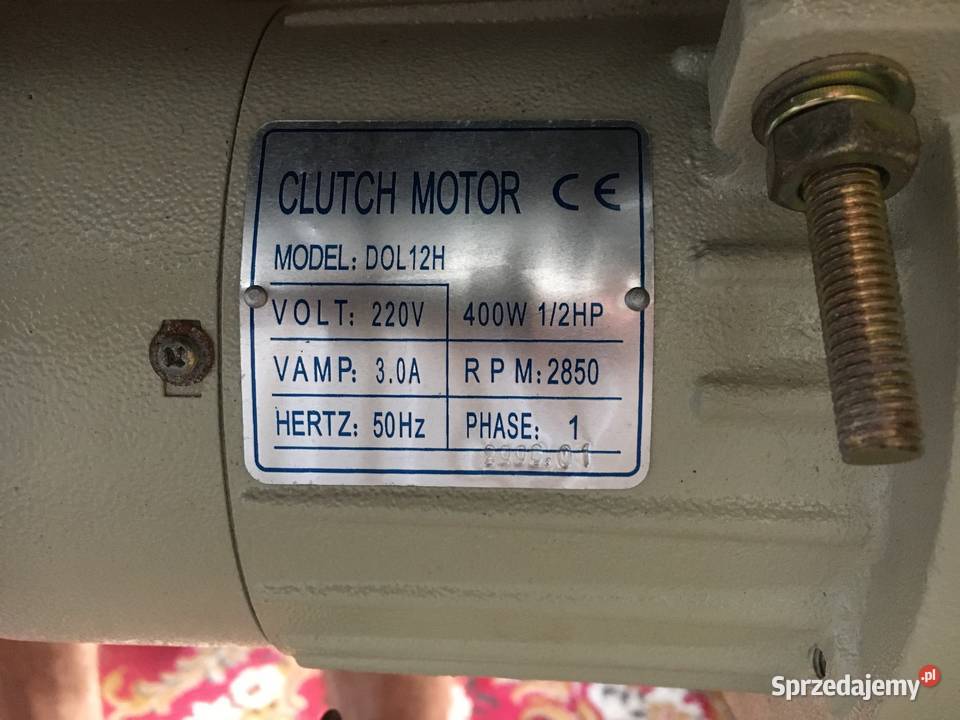 CLUTCH MOTOR CE
MODEL: DOL12H
VOLT: 220V 400W 1/2HP
VAMP: 3.0A RPM: 2850
HERTZ: 50Hz PHASE: 1
Sprzedajemy.pl